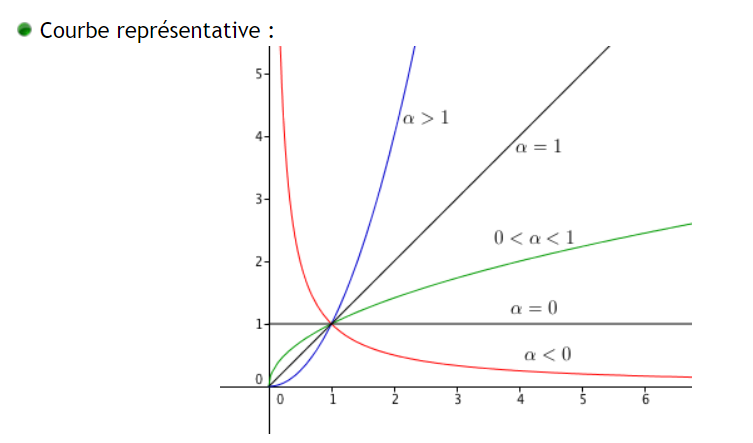 Courbe représentative :
5
α > 1
4
α = 1
3
0 < α < 1
2
α = 0
1
α < 0
0
0 1 2 3 4 5 6